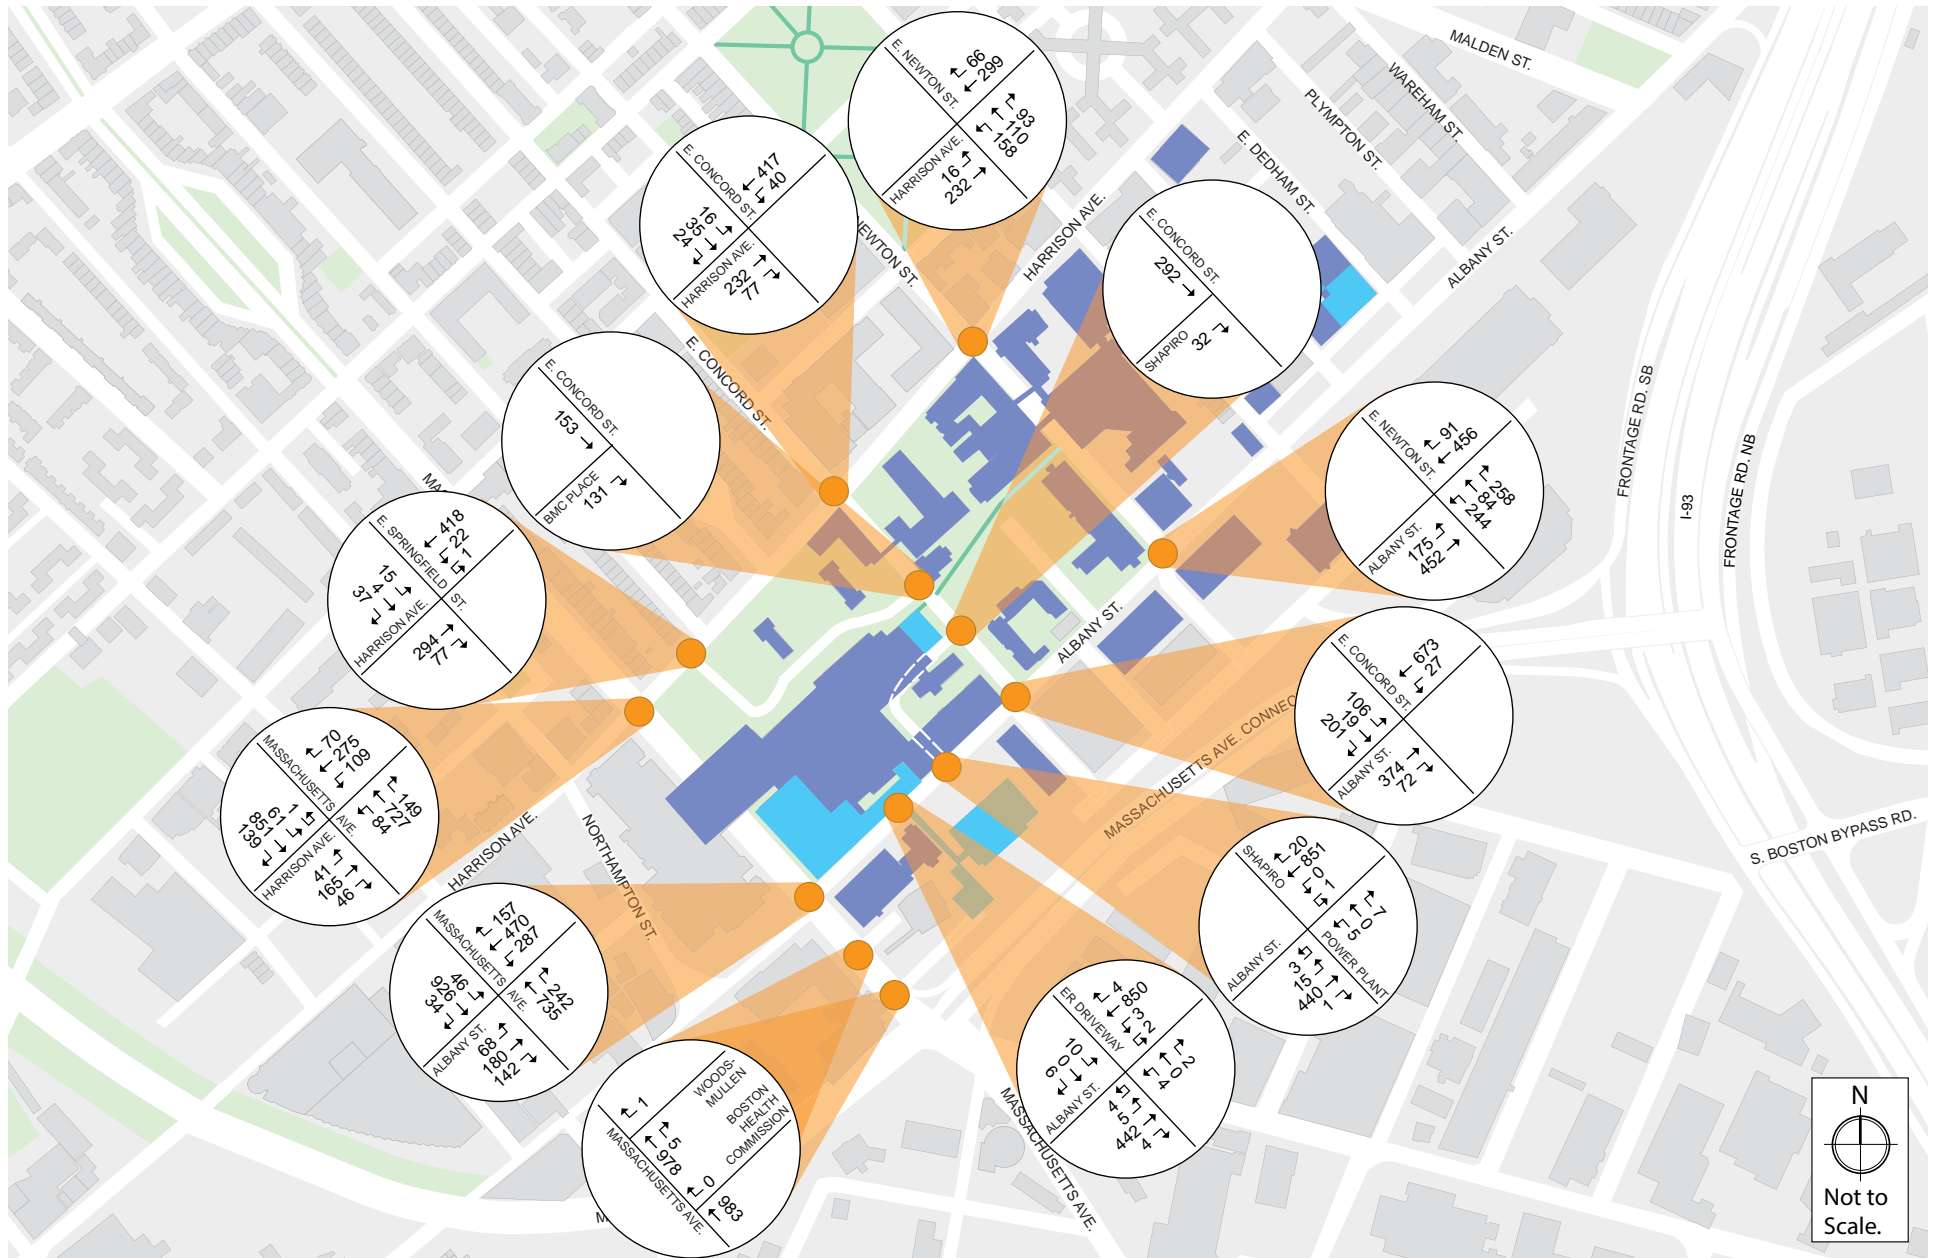 MALDEN ST.
WAREHAM ST.
PLYMPTON ST.
E. DEDHAM ST.
ALBANY ST.
HARRISON AVE.
NEWTON ST.
E. CONCORD ST.
MA
FRONTAGE RD. SB
I-93
FRONTAGE RD. NB
ALBANY ST.
MASSACHUSETTS AVE. CONNEC
S. BOSTON BYPASS RD.
HARRISON AVE.
NORTHAMPTON ST.
MASSACHUSETTS AVE.
M
E. NEWTON ST.
66
299
93
110
158
HARRISON AVE.
16
232
E. CONCORD ST.
417
40
16
35
24
HARRISON AVE.
232
77
E. CONCORD ST.
292
SHAPIRO
32
E. CONCORD ST.
153
BMC PLACE
131
E. NEWTON ST.
91
456
258
84
244
ALBANY ST.
175
452
E. SPRINGFIELD ST.
418
22
1
15
4
37
HARRISON AVE.
294
77
E. CONCORD ST.
673
27
106
19
201
ALBANY ST.
374
72
MASSACHUSETTS AVE.
70
275
109
149
727
84
1
61
851
139
HARRISON AVE.
41
165
46
SHAPIRO
20
851
0
1
7
0
5
POWER PLANT
ALBANY ST.
3
15
440
1
MASSACHUSETTS AVE.
157
470
287
242
735
46
926
34
ALBANY ST.
68
180
142
ER DRIVEWAY
4
850
3
2
2
0
4
10
0
6
ALBANY ST.
4
5
442
4
WOODS-
MULLEN
BOSTON
HEALTH
COMMISSION
1
5
978
0
983
MASSACHUSETTS AVE.
N
Not to
Scale.